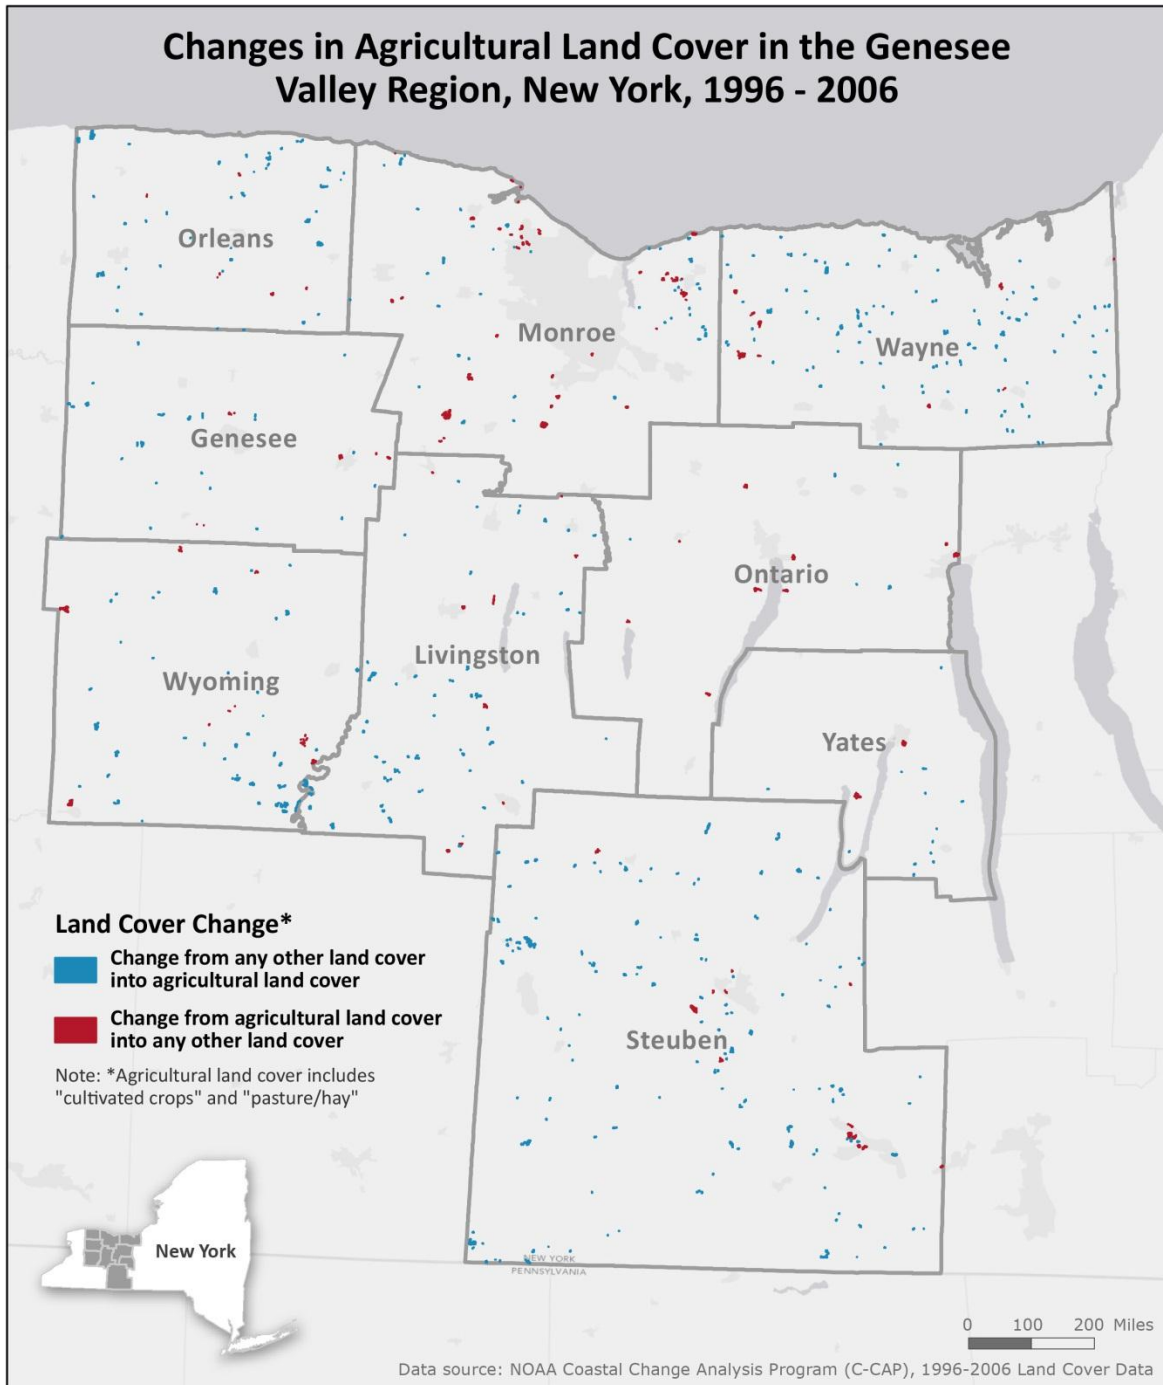 Changes in Agricultural Land Cover in the Genesee
Valley Region, New York, 1996 - 2006
Orleans
Monroe
Wayne
Genesee
Ontario
Livingston
Wyoming
Yates
Steuben
Land Cover Change*
Change from any other land cover
into agricultural land cover
Change from agricultural land cover
into any other land cover
Note: *Agricultural land cover includes
"cultivated crops" and "pasture/hay"
New York
NEW YORK
PENNSYLVANIA
0 100 200 Miles
Data source: NOAA Coastal Change Analysis Program (C-CAP), 1996-2006 Land Cover Data